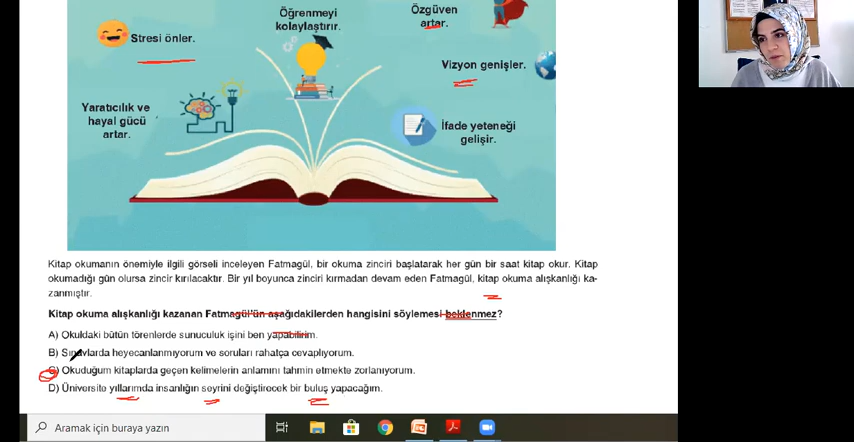 Öğrenmeyi
kolaylaştırır.
Özgüven
artar.
Stresi önler.
Vizyon genişler.
Yaratıcılık ve
hayal gücü
artar.
İfade yeteneği
gelişir.
Kitap okumanın önemiyle ilgili görseli inceleyen Fatmagül, bir okuma zinciri başlatarak her gün bir saat kitap okur. Kitap
okumadığı gün olursa zincir kırılacaktır. Bir yıl boyunca zinciri kırmadan devam eden Fatmagül, kitap okuma alışkanlığı ka-
zanmıştır.
Kitap okuma alışkanlığı kazanan Fatmagül'ün aşağıdakilerden hangisini söylemesi beklenmez?
A) Okuldaki bütün törenlerde sunuculuk işini ben yapabilirim.
B) Sınavlarda heyecanlanmıyorum ve soruları rahatça cevaplıyorum.
C) Okuduğum kitaplarda geçen kelimelerin anlamını tahmin etmekte zorlanıyorum.
D) Üniversite yıllarımda insanlığın seyrini değiştirecek bir buluş yapacağım.
Aramak için buraya yazın